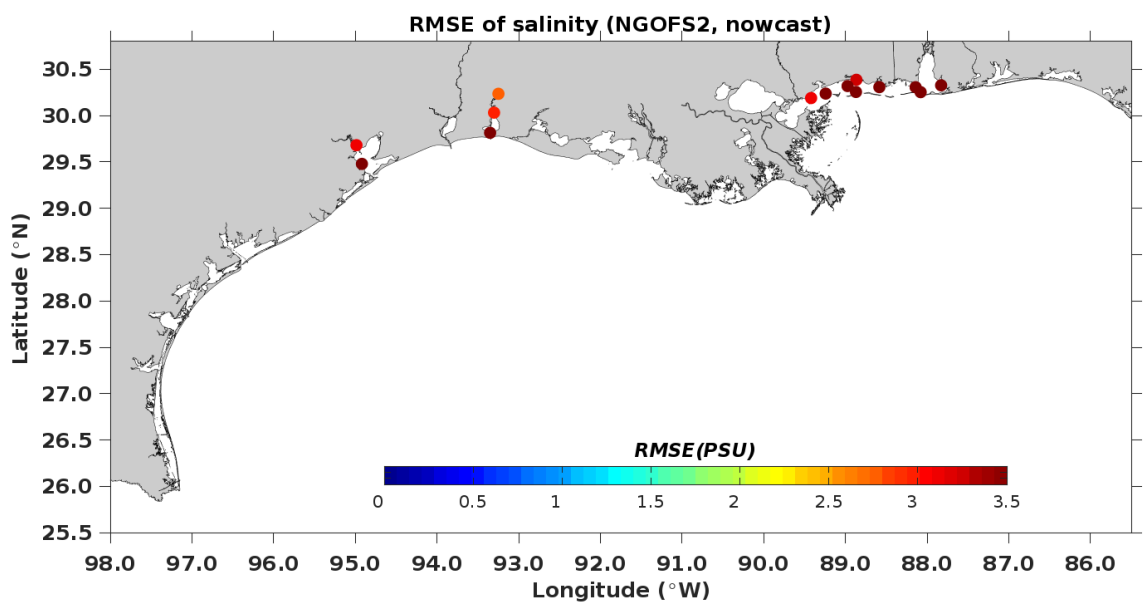 RMSE of salinity (NGOFS2, nowcast)
Latitude (°N)
30.5
30.0
29.5
29.0
28.5
28.0
27.5
27.0
26.5
26.0
25.5
RMSE(PSU)
0 0.5 1 1.5 2 2.5 3 3.5
98.0 97.0 96.0 95.0 94.0 93.0 92.0 91.0 90.0 89.0 88.0 87.0 86.0
Longitude (°W)